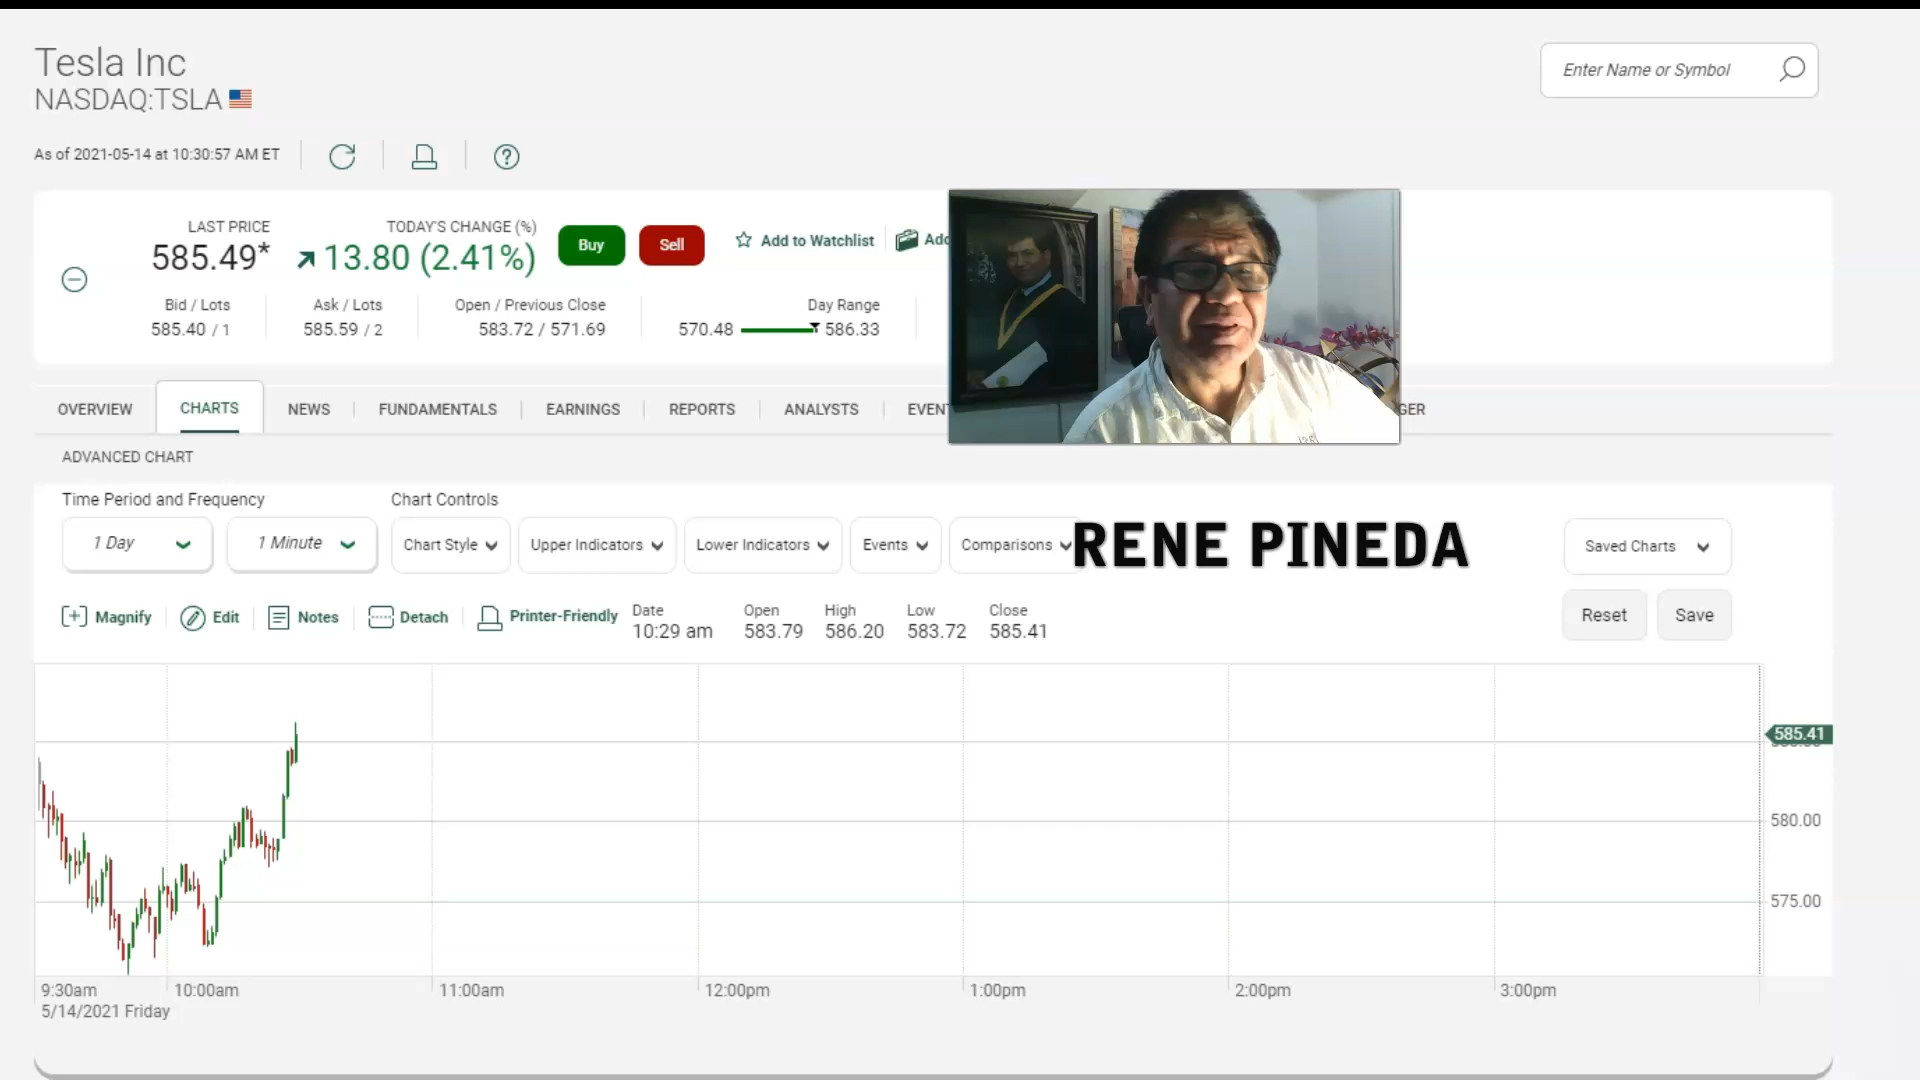 Tesla Inc
NASDAQ:TSLA
Enter Name or Symbol
As of 2021-05-14 at 10:30:57 AM ET
LAST PRICE
585.49*
TODAY'S CHANGE (%)
13.80 (2.41%)
Buy
Sell
Add to Watchlist
Bid / Lots
585.40 / 1
Ask / Lots
585.59 / 2
Open / Previous Close
583.72 / 571.69
Day Range
570.48 586.33
OVERVIEW CHARTS NEWS FUNDAMENTALS EARNINGS REPORTS ANALYSTS
ADVANCED CHART
Time Period and Frequency
Chart Controls
1 Day 1 Minute Chart Style Upper Indicators Lower Indicators Events Comparisons
RENE PINEDA
Saved Charts
Magnify Edit Notes Detach Printer-Friendly
Date Open High Low Close
10:29 am 583.79 586.20 583.72 585.41
Reset Save
585.41
580.00
575.00
9:30am 10:00am 11:00am 12:00pm 1:00pm 2:00pm 3:00pm
5/14/2021 Friday